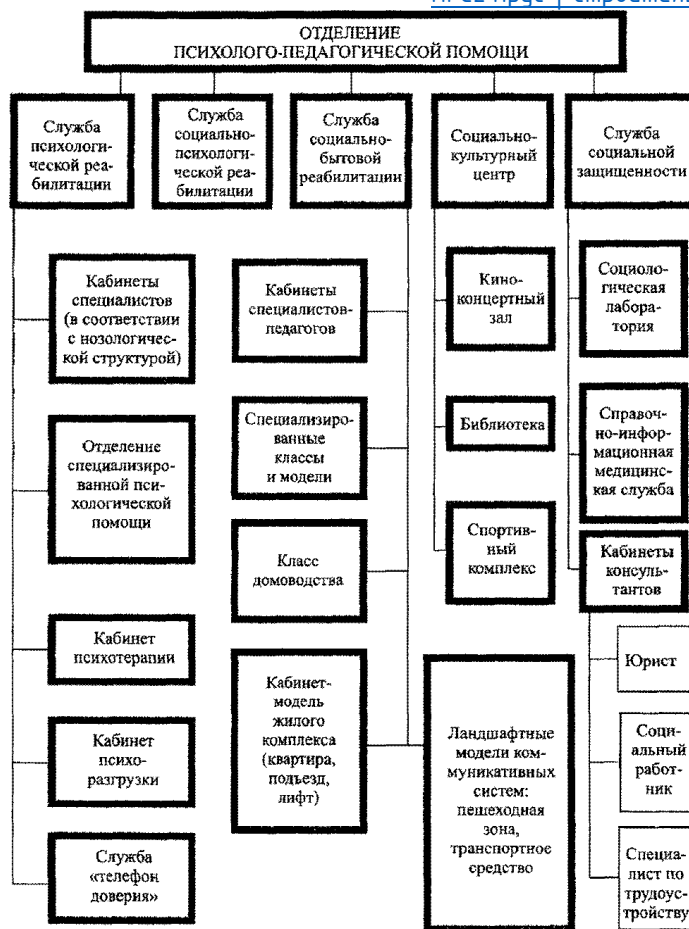 ОТДЕЛЕНИЕ
ПСИХОЛОГО-ПЕДАГОГИЧЕСКОЙ ПОМОЩИ
Служба
психологи-
ческой реа-
билитации
Служба
социально-
психологи-
ческой реа-
билитации
Служба
социально-
бытовой
реабилитации
Социально-
культурный
центр
Служба
социальной
защищенности
Кабинеты
специалистов
(в соответствии
с нозологичес-
кой структурой)
Отделение
специализиро-
ванной пси-
хологической
помощи
Кабинет
психотерапии
Кабинет
психо-
разгрузки
Служба
«телефон
доверия»
Кабинеты
специалистов-
педагогов
Специализиро-
ванные
классы
и модели
Класс
домоводства
Кабинет-
модель
жилого
комплекса
(квартира,
подъезд,
лифт)
Ландшафтные
модели ком-
муникативных
систем:
пешеходная
зона,
транспортное
средство
Кино-
концертный
зал
Библиотека
Спортив-
ный
комплекс
Социоло-
гическая
лабора-
тория
Справоч-
но-инфор-
мационная
медицинс-
кая служба
Кабинеты
консуль-
тантов
Юрист
Соци-
альный
работ-
ник
Специа-
лист по
трудоус-
тройству